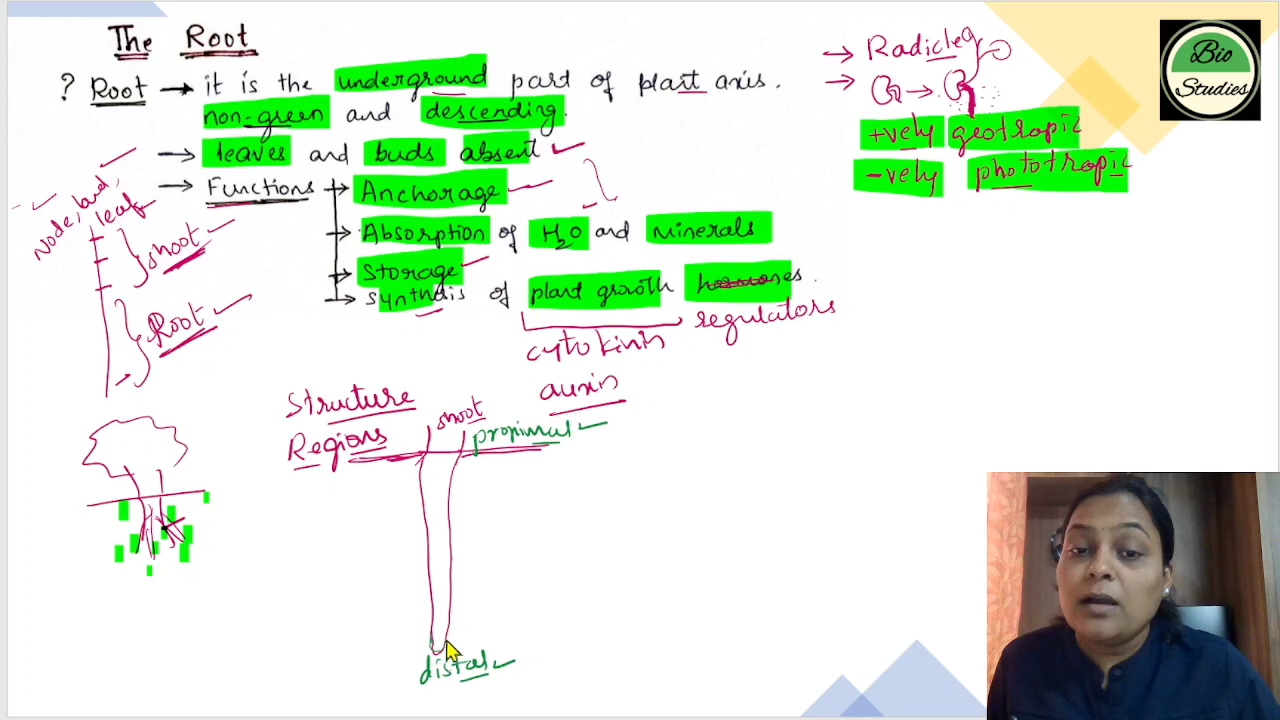 The Root
? Root → it is the underground part of plant axis.
non-green and descending.
→ leaves and buds absent
→ Functions → Anchorage
→ Absorption of H2O and minerals
→ Storage
→ Synthsis of plant growth hormones.
regulators
cytokinin
auxin
Node, bud,
leaf
shoot
Root
Structure
Regions
shoot
proximal
distal
→ Radicle
→
+vely geotropic
-vely phototropic
Bio
Studies